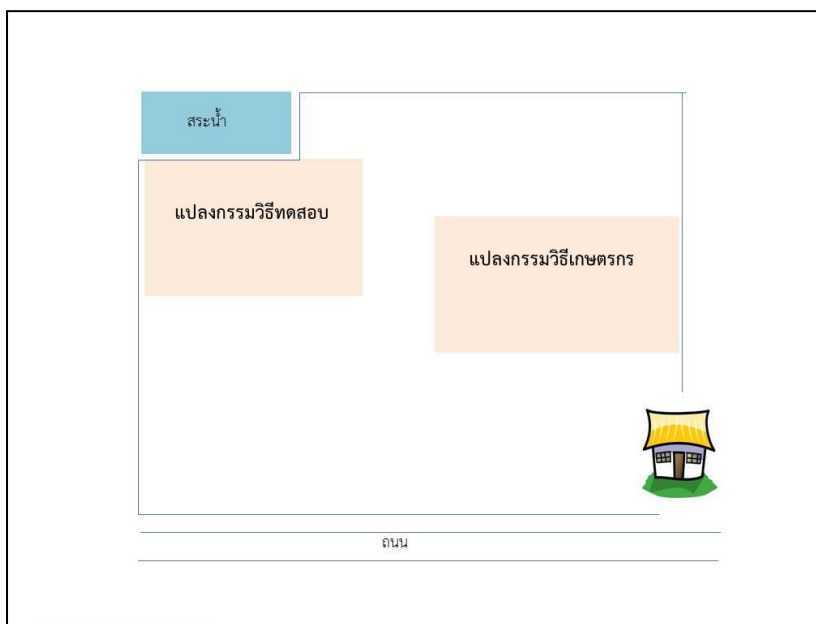 สระน้ำ
แปลงกรรมวิธีทดสอบ
แปลงกรรมวิธีเกษตรกร
ถนน